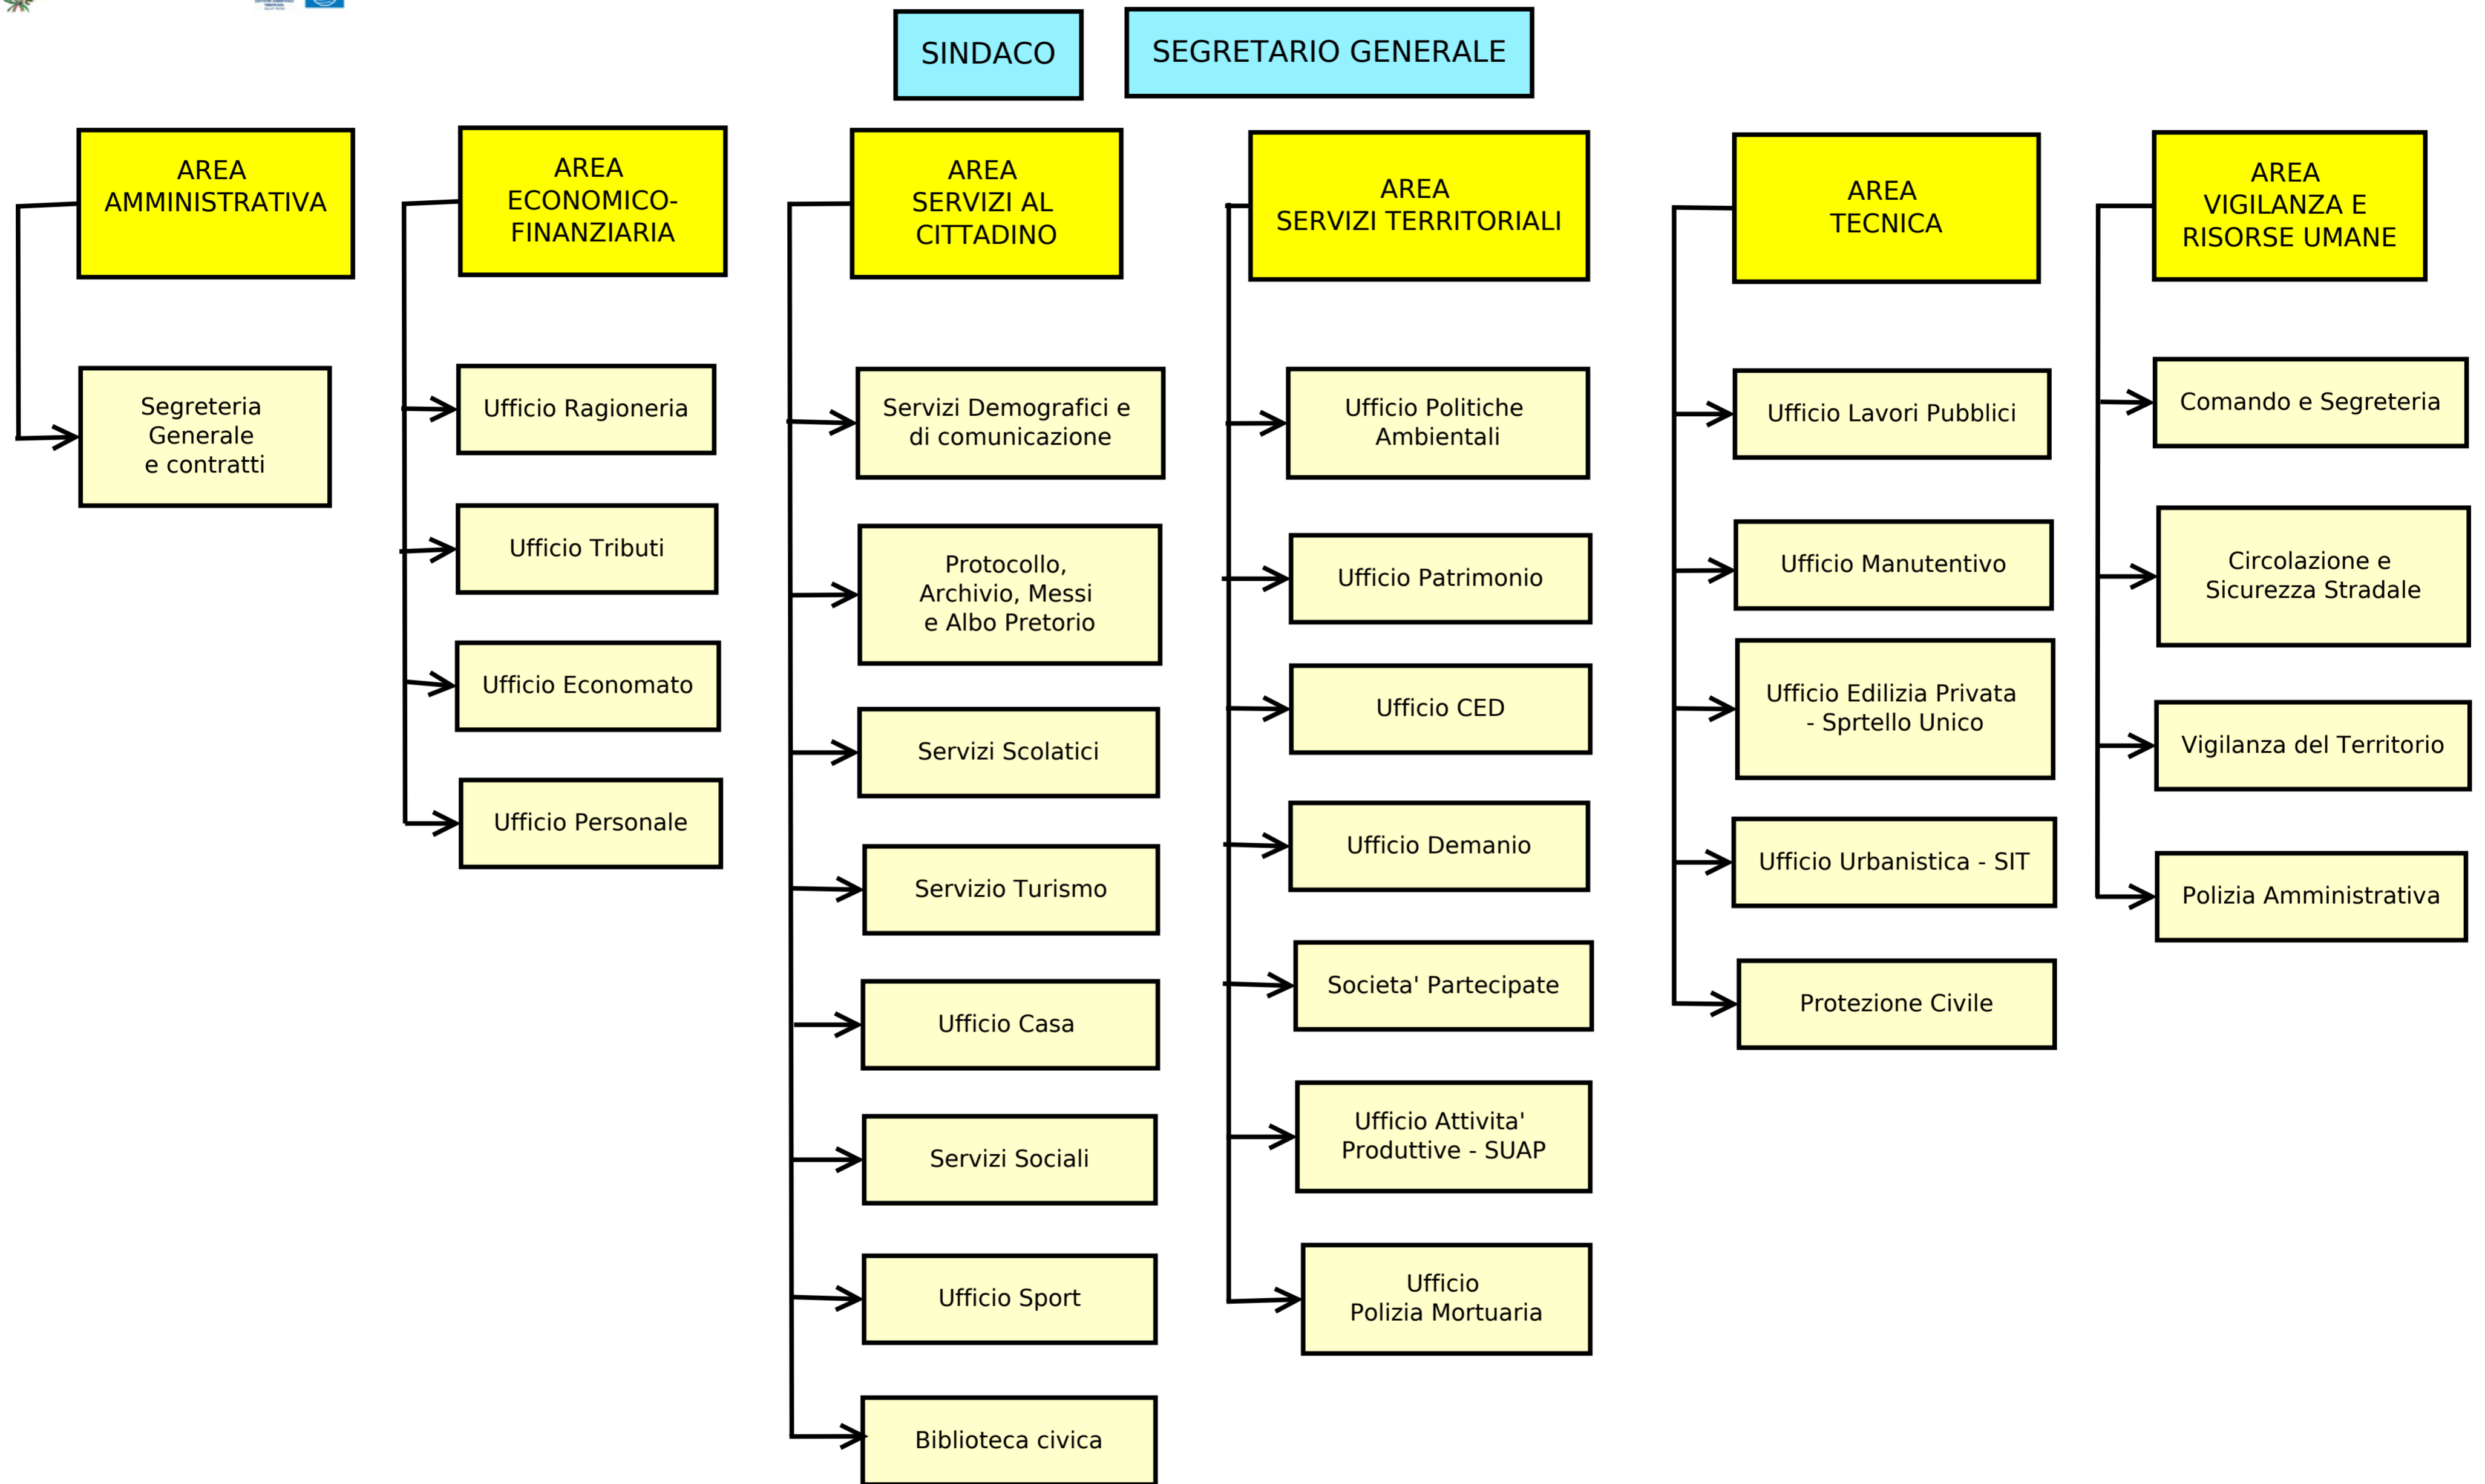 SINDACO
SEGRETARIO GENERALE
AREA
AMMINISTRATIVA
AREA
ECONOMICO-
FINANZIARIA
AREA
SERVIZI AL
CITTADINO
AREA
SERVIZI TERRITORIALI
AREA
TECNICA
AREA
VIGILANZA E
RISORSE UMANE
Segreteria
Generale
e contratti
Ufficio Ragioneria
Ufficio Tributi
Ufficio Economato
Ufficio Personale
Servizi Demografici e
di comunicazione
Protocollo,
Archivio, Messi
e Albo Pretorio
Servizi Scolatici
Servizio Turismo
Ufficio Casa
Servizi Sociali
Ufficio Sport
Biblioteca civica
Ufficio Politiche
Ambientali
Ufficio Patrimonio
Ufficio CED
Ufficio Demanio
Societa' Partecipate
Ufficio Attivita'
Produttive - SUAP
Ufficio
Polizia Mortuaria
Ufficio Lavori Pubblici
Ufficio Manutentivo
Ufficio Edilizia Privata
- Sprtello Unico
Ufficio Urbanistica - SIT
Protezione Civile
Comando e Segreteria
Circolazione e
Sicurezza Stradale
Vigilanza del Territorio
Polizia Amministrativa